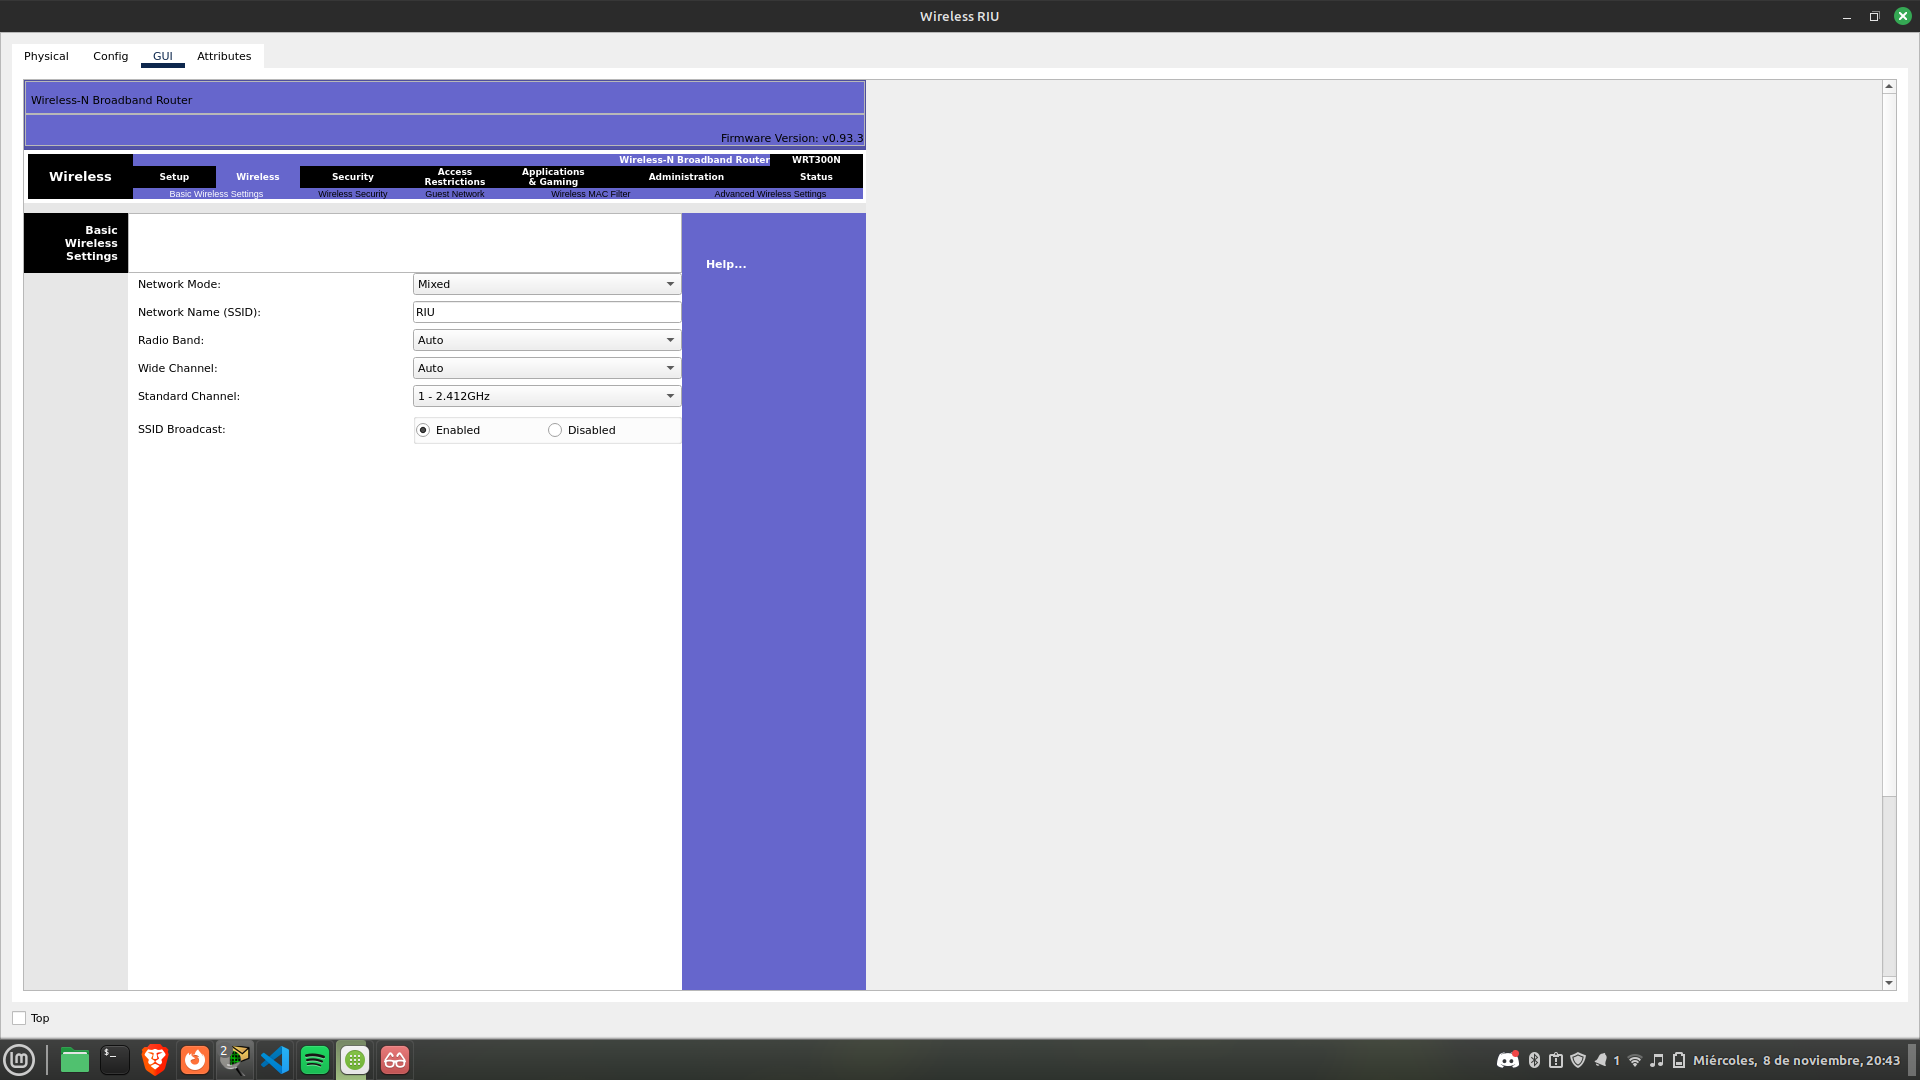 Wireless RIU
Physical Config GUI Attributes
Wireless-N Broadband Router
Firmware Version: v0.93.3
Wireless-N Broadband Router WRT300N
Wireless
Setup Wireless Security Access Restrictions Applications & Gaming Administration Status
Basic Wireless Settings Wireless Security Guest Network Wireless MAC Filter Advanced Wireless Settings
Basic
Wireless
Settings
Help...
Network Mode: Mixed
Network Name (SSID): RIU
Radio Band: Auto
Wide Channel: Auto
Standard Channel: 1 - 2.412GHz
SSID Broadcast: Enabled Disabled
Top
$_ 2 1 Miércoles, 8 de noviembre, 20:43